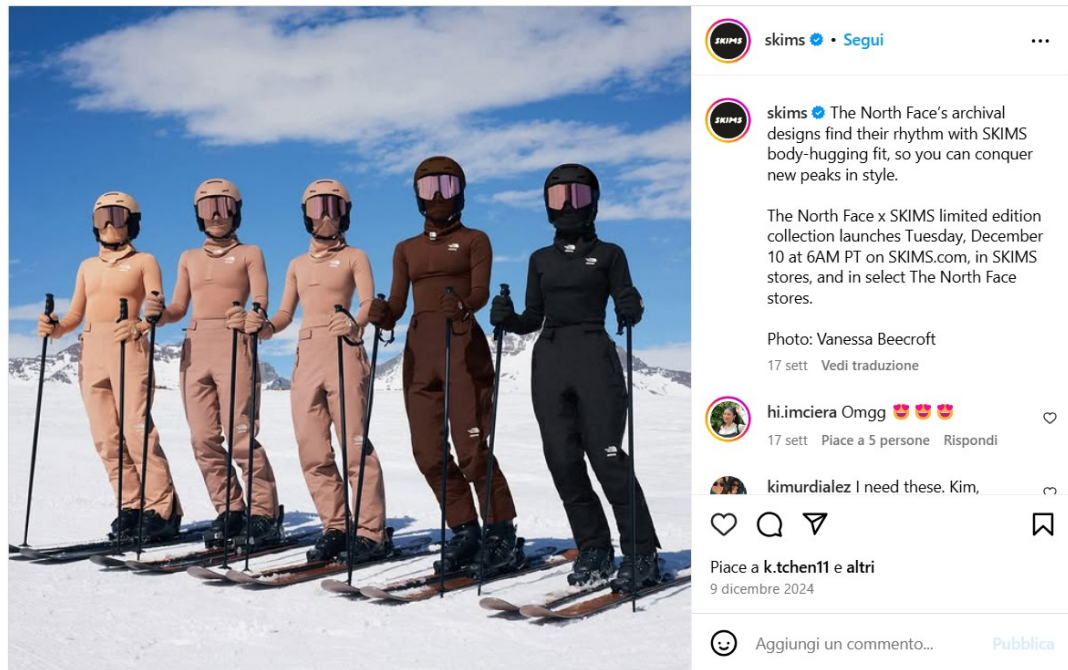 SKIMS
skims • Segui
SKIMS
skims The North Face's archival
designs find their rhythm with SKIMS
body-hugging fit, so you can conquer
new peaks in style.
The North Face x SKIMS limited edition
collection launches Tuesday, December
10 at 6AM PT on SKIMS.com, in SKIMS
stores, and in select The North Face
stores.
Photo: Vanessa Beecroft
17 sett Vedi traduzione
hi.imciera Omgg 😍 😍 😍
17 sett Piace a 5 persone Rispondi
kimurdialez I need these. Kim,
Piace a k.tchen11 e altri
9 dicembre 2024
Aggiungi un commento... Pubblica